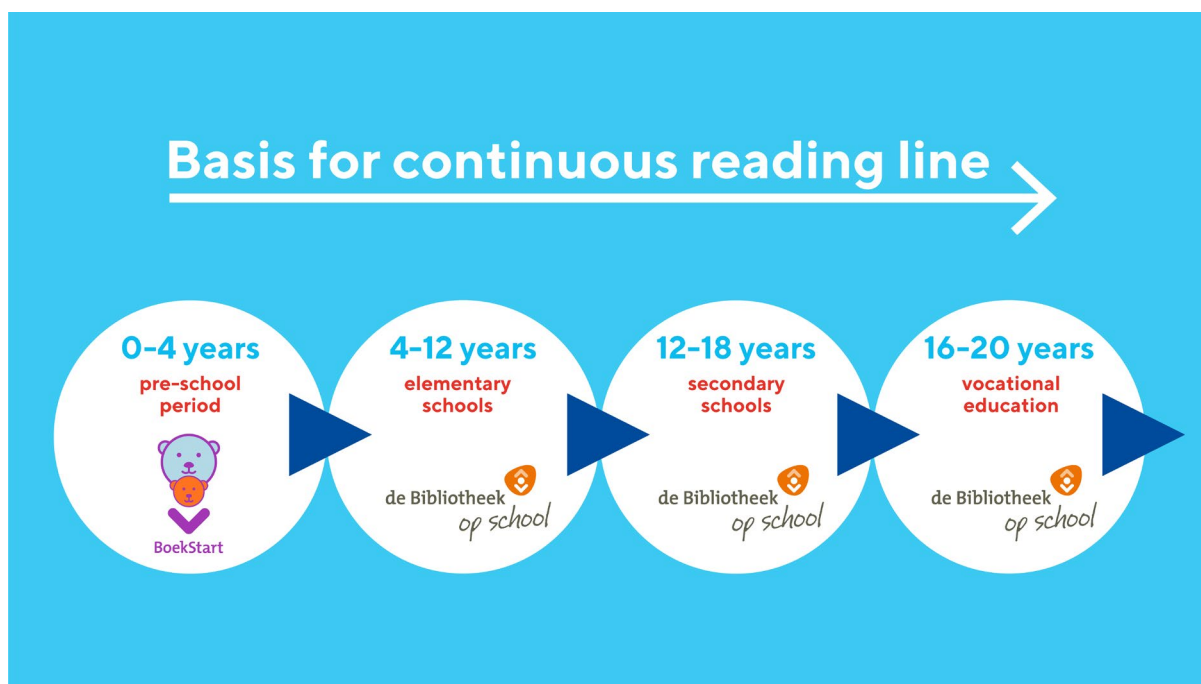 Basis for continuous reading line
0-4 years
pre-school
period
BoekStart
4-12 years
elementary
schools
de Bibliotheek
op school
12-18 years
secondary
schools
de Bibliotheek
op school
16-20 years
vocational
education
de Bibliotheek
op school